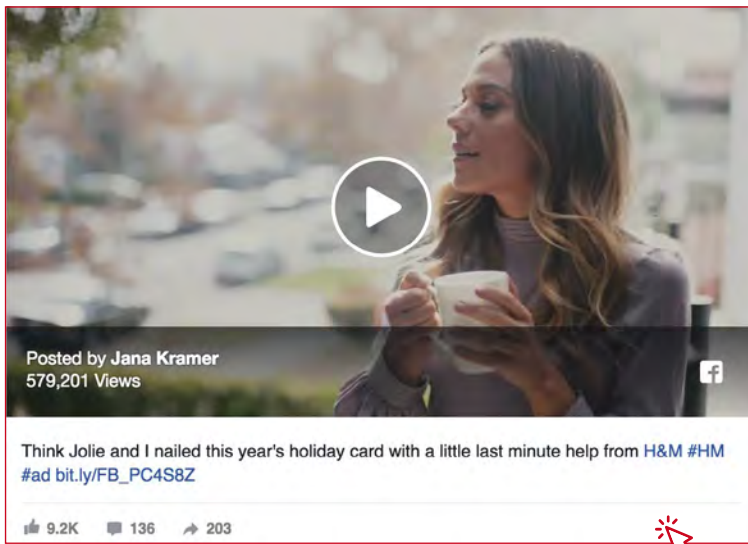 Posted by Jana Kramer
579,201 Views
Think Jolie and I nailed this year's holiday card with a little last minute help from H&M #HM
#ad bit.ly/FB_PC4S8Z
9.2K 136 203